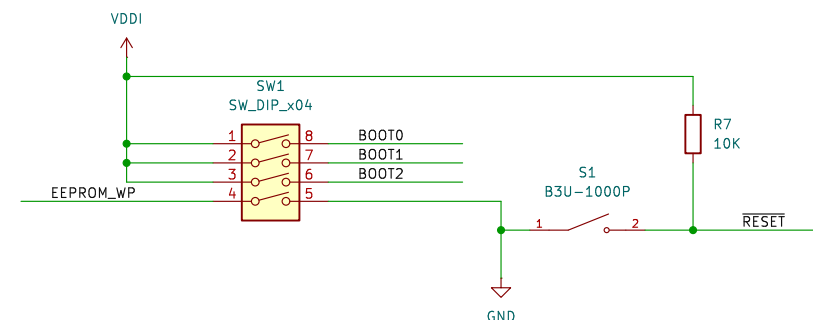 VDDI
SW1
SW_DIP_x04
1 8 BOOT0
2 7 BOOT1
3 6 BOOT2
EEPROM_WP 4 5
R7
10K
S1
B3U-1000P
1 2
RESET
GND